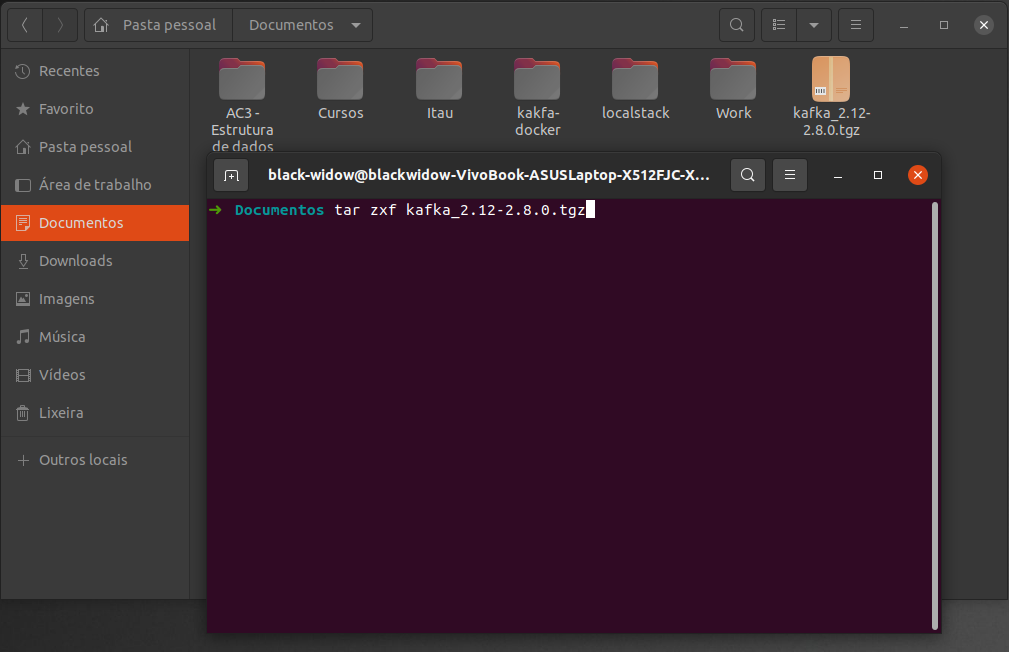 Pasta pessoal
Documentos
Recentes
Favorito
Pasta pessoal
Área de trabalho
Documentos
Downloads
Imagens
Música
Vídeos
Lixeira
Outros locais
AC3 -
Estrutura
de dados
Cursos
Itau
kakfa-
docker
localstack
Work
kafka_2.12-
2.8.0.tgz
black-widow@blackwidow-VivoBook-ASUSLaptop-X512FJC-X...
➜ Documentos tar zxf kafka_2.12-2.8.0.tgz